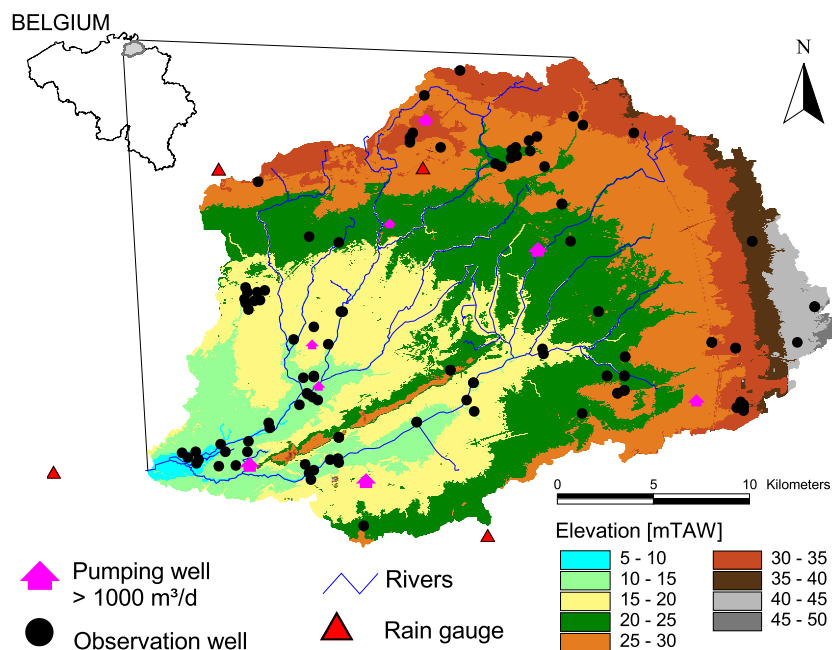 BELGIUM
N
0 5 10 Kilometers
Elevation [mTAW]
5 - 10
10 - 15
15 - 20
20 - 25
25 - 30
30 - 35
35 - 40
40 - 45
45 - 50
Pumping well
> 1000 m³/d
Observation well
Rivers
Rain gauge